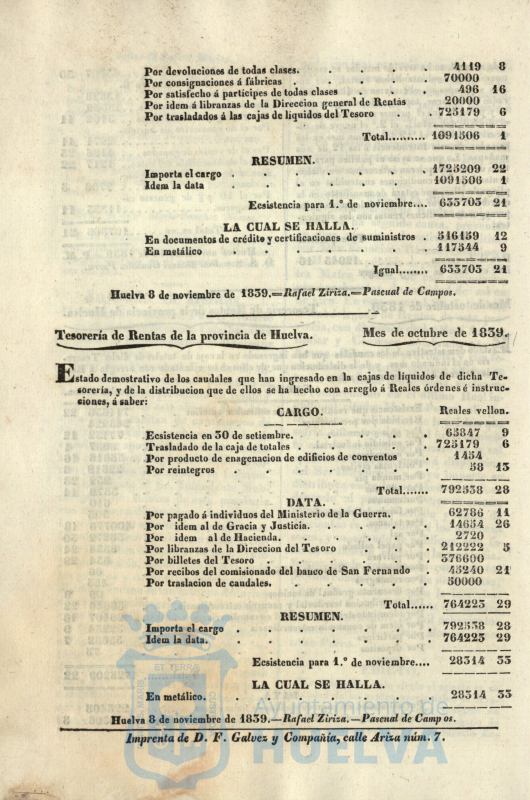 Por devoluciones de todas clases. . . . . 4119 8
Por consignaciones á fábricas . . . . . 70000
Por satisfecho á partícipes de todas clases . . . 496 16
Por idem á libranzas de la Direccion general de Rentas 20000
Por trasladados á las cajas de líquidos del Tesoro . . 725179 6
Total.......... 1091506 1
RESUMEN.
Importa el cargo . . . . . . . 1725209 22
Idem la data . . . . . . . 1091506 1
Ecsistencia para 1.º de noviembre.... 633703 21
LA CUAL SE HALLA.
En documentos de crédito y certificaciones de suministros . 516159 12
En metálico . . . . . . . 117544 9
Igual........ 633703 21
Huelva 8 de noviembre de 1839.=Rafael Ziriza.=Pascual de Campos.
Tesorería de Rentas de la provincia de Huelva. Mes de octubre de 1839.
Estado demostrativo de los caudales que han ingresado en la cajas de líquidos de dicha Te-
sorería, y de la distribucion que de ellos se ha hecho con arreglo á Reales órdenes é instruc-
ciones, á saber:
CARGO. Reales vellon.
Ecsistencia en 30 de setiembre. . . . . 65847 9
Trasladado de la caja de totales . . . . 725179 6
Por producto de enagenacion de edificios de conventos . 1454
Por reintegros . . . . . . 58 13
Total....... 792538 28
DATA.
Por pagado á individuos del Ministerio de la Guerra. 62786 11
Por idem al de Gracia y Justicia. . . . . 14654 26
Por idem al de Hacienda. . . . . . 2720
Por libranzas de la Direccion del Tesoro . . . 212222 5
Por billetes del Tesoro . . . . . . 376600
Por recibos del comisionado del banco de San Fernando . 45240 21
Por traslacion de caudales. . . . . . 50000
Total...... 764223 29
RESUMEN.
Importa el cargo . . . . . . . 792538 28
Idem la data. . . . . . . . 764223 29
Ecsistencia para 1.º de noviembre.... 28314 33
LA CUAL SE HALLA.
En metálico. . . . . . . . 28314 33
Huelva 8 de noviembre de 1839.—Rafael Ziriza.—Pascual de Campos.
Imprenta de D. F. Galvez y Compañía, calle Ariza núm. 7.
Ayuntamiento de
HUELVA